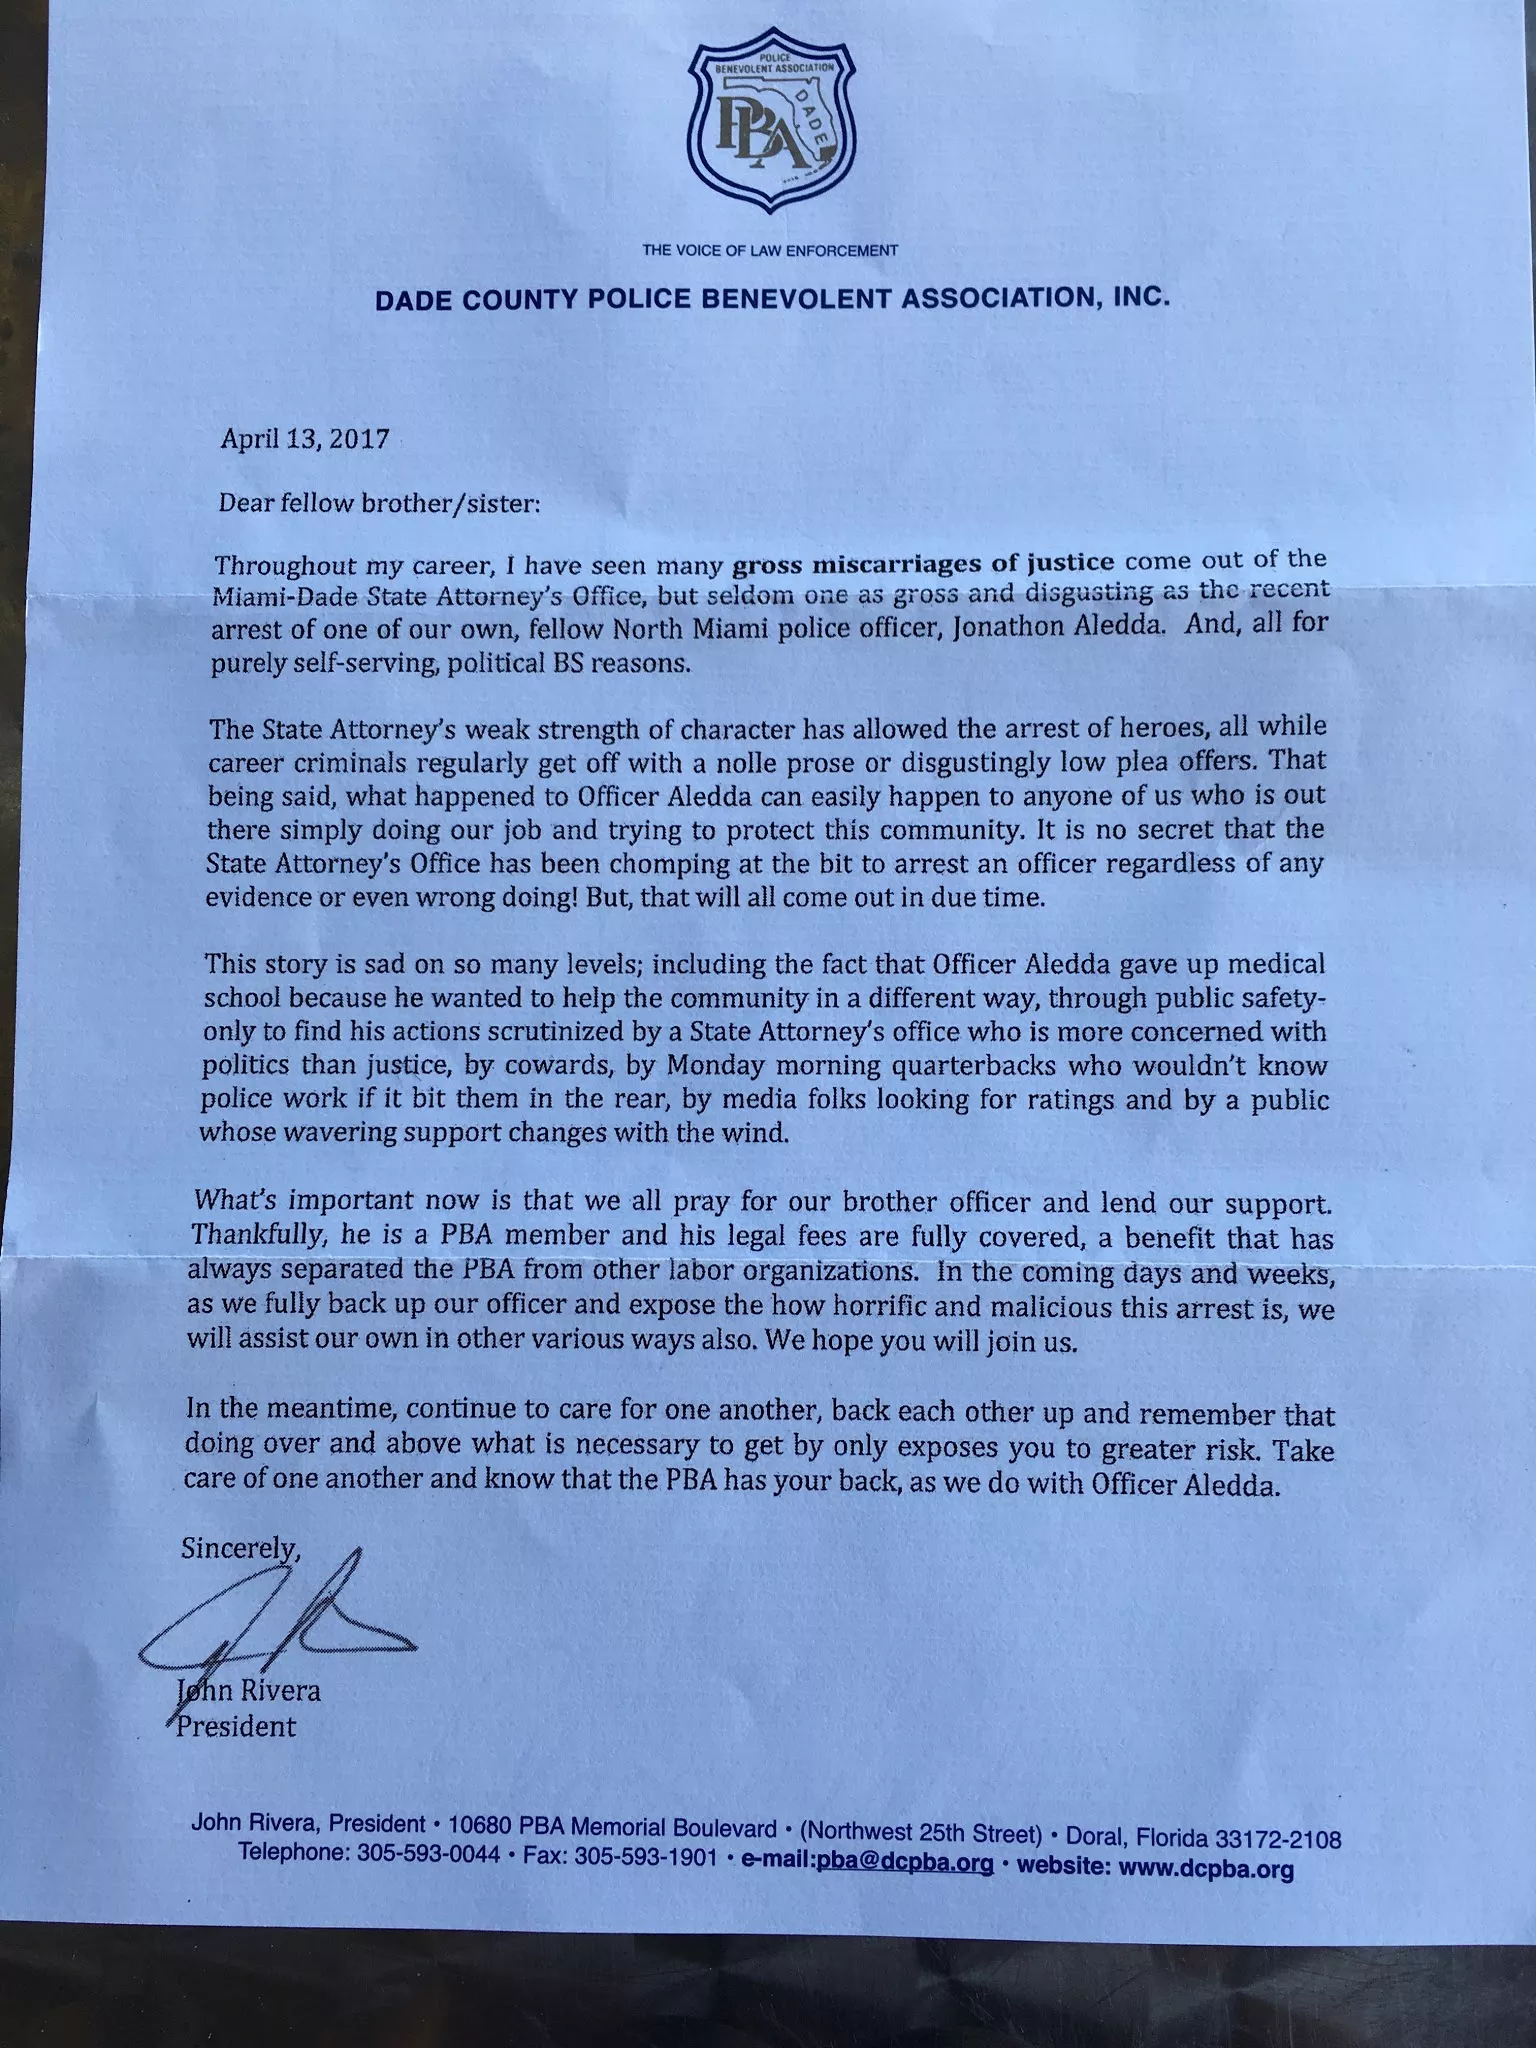 POLICE
BENEVOLENT ASSOCIATION
DADE
PBA
THE VOICE OF LAW ENFORCEMENT
DADE COUNTY POLICE BENEVOLENT ASSOCIATION, INC.
April 13, 2017
Dear fellow brother/sister:
Throughout my career, I have seen many gross miscarriages of justice come out of the
Miami-Dade State Attorney's Office, but seldom one as gross and disgusting as the recent
arrest of one of our own, fellow North Miami police officer, Jonathon Aledda. And, all for
purely self-serving, political BS reasons.
The State Attorney's weak strength of character has allowed the arrest of heroes, all while
career criminals regularly get off with a nolle prose or disgustingly low plea offers. That
being said, what happened to Officer Aledda can easily happen to anyone of us who is out
there simply doing our job and trying to protect this community. It is no secret that the
State Attorney's Office has been chomping at the bit to arrest an officer regardless of any
evidence or even wrong doing! But, that will all come out in due time.
This story is sad on so many levels; including the fact that Officer Aledda gave up medical
school because he wanted to help the community in a different way, through public safety-
only to find his actions scrutinized by a State Attorney's office who is more concerned with
politics than justice, by cowards, by Monday morning quarterbacks who wouldn't know
police work if it bit them in the rear, by media folks looking for ratings and by a public
whose wavering support changes with the wind.
What's important now is that we all pray for our brother officer and lend our support.
Thankfully, he is a PBA member and his legal fees are fully covered, a benefit that has
always separated the PBA from other labor organizations. In the coming days and weeks,
as we fully back up our officer and expose the how horrific and malicious this arrest is, we
will assist our own in other various ways also. We hope you will join us.
In the meantime, continue to care for one another, back each other up and remember that
doing over and above what is necessary to get by only exposes you to greater risk. Take
care of one another and know that the PBA has your back, as we do with Officer Aledda.
Sincerely,
John Rivera
President
John Rivera, President • 10680 PBA Memorial Boulevard • (Northwest 25th Street) • Doral, Florida 33172-2108
Telephone: 305-593-0044 • Fax: 305-593-1901 • e-mail:pba@dcpba.org • website: www.dcpba.org